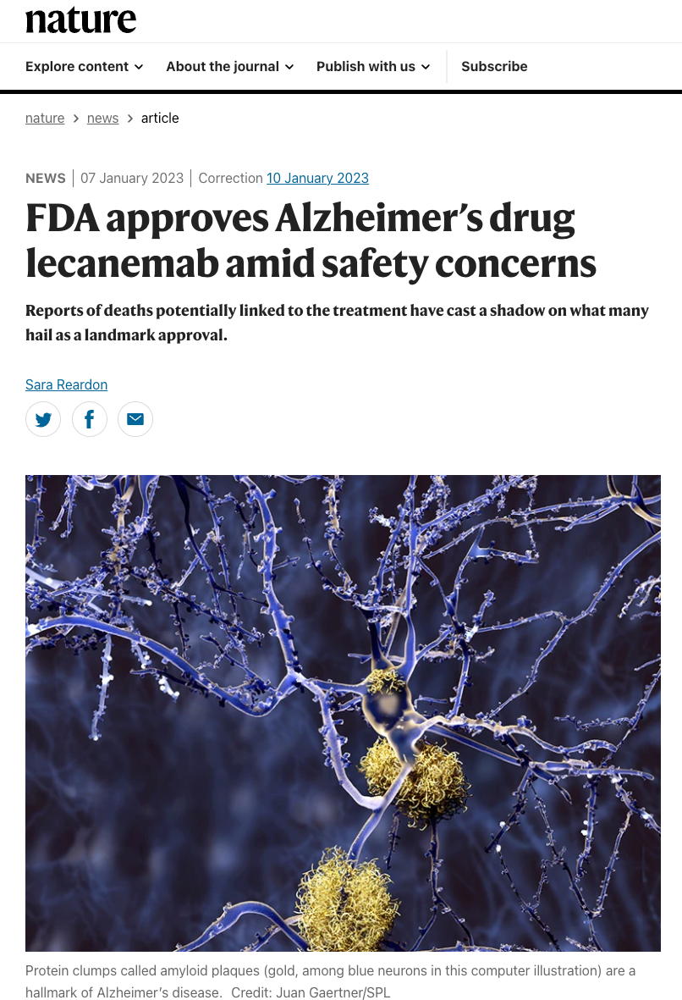 nature
Explore content About the journal Publish with us Subscribe
nature > news > article
NEWS | 07 January 2023 | Correction 10 January 2023
FDA approves Alzheimer’s drug
lecanemab amid safety concerns
Reports of deaths potentially linked to the treatment have cast a shadow on what many
hail as a landmark approval.
Sara Reardon
Protein clumps called amyloid plaques (gold, among blue neurons in this computer illustration) are a
hallmark of Alzheimer’s disease. Credit: Juan Gaertner/SPL